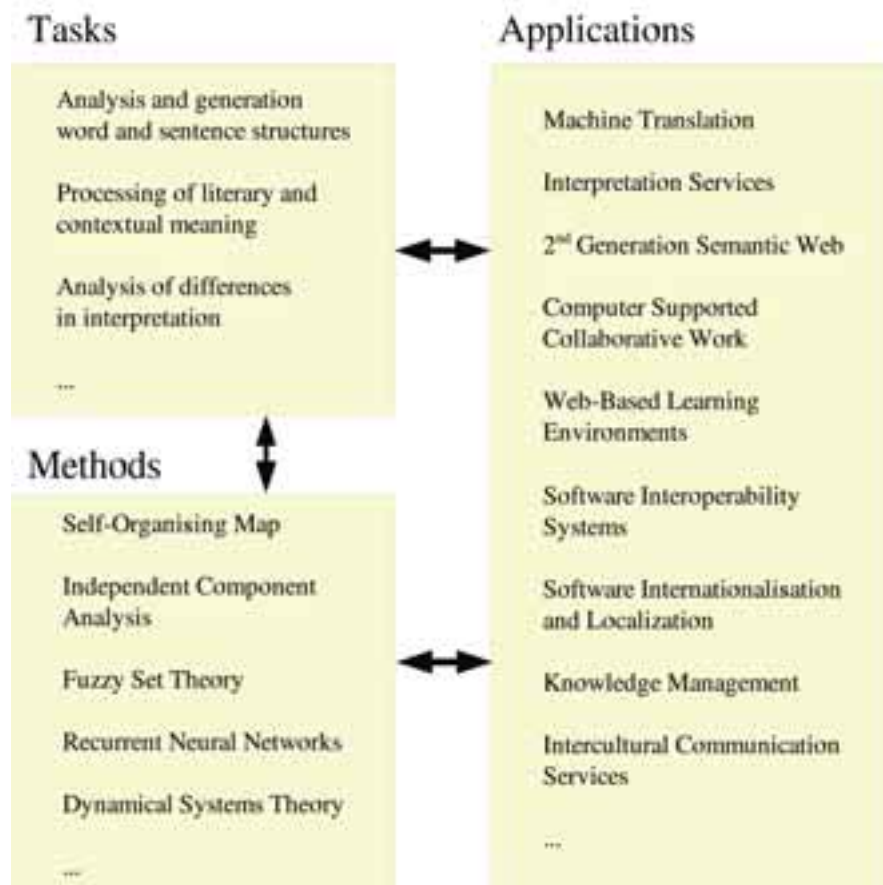 Tasks
Analysis and generation
word and sentence structures
Processing of literary and
contextual meaning
Analysis of differences
in interpretation
...
Methods
Self-Organising Map
Independent Component
Analysis
Fuzzy Set Theory
Recurrent Neural Networks
Dynamical Systems Theory
...
Applications
Machine Translation
Interpretation Services
2nd Generation Semantic Web
Computer Supported
Collaborative Work
Web-Based Learning
Environments
Software Interoperability
Systems
Software Internationalisation
and Localization
Knowledge Management
Intercultural Communication
Services
...